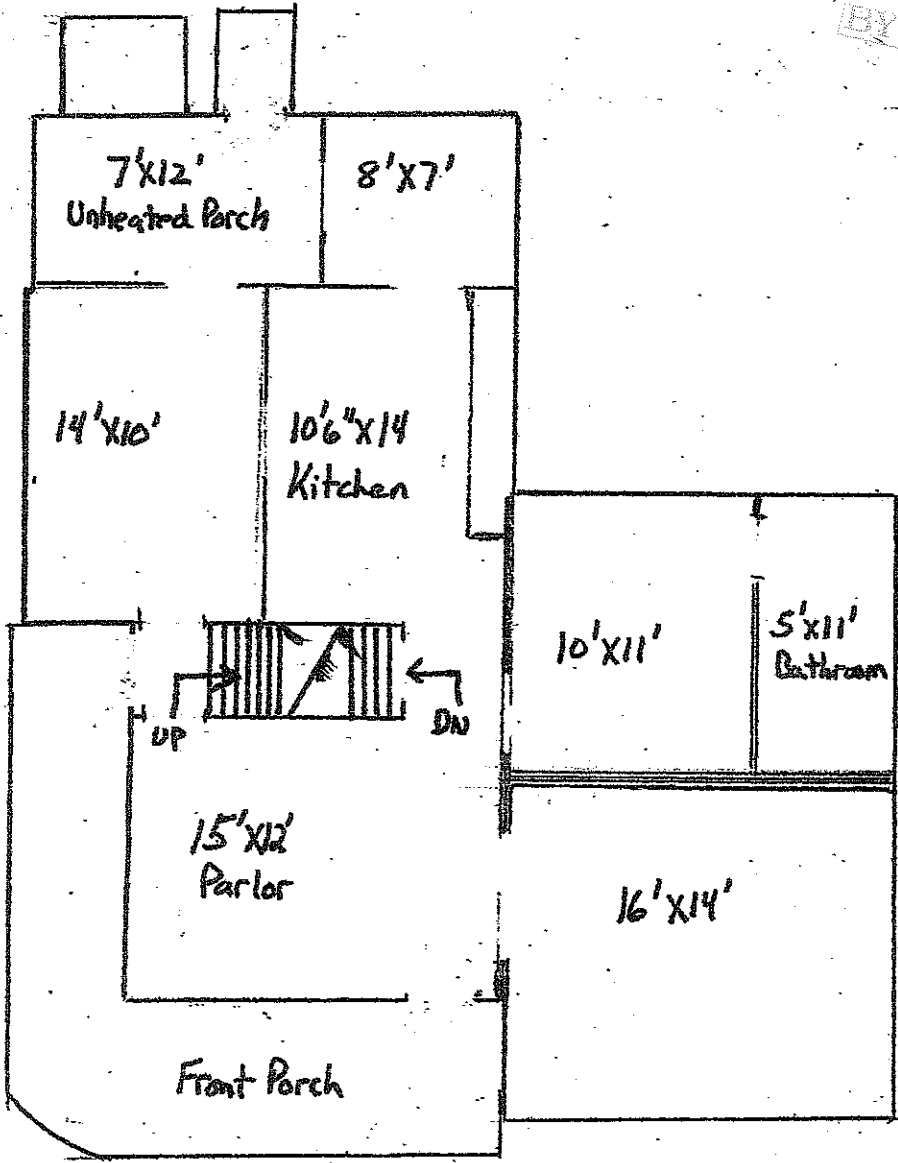 BY
7'X12'
Unheated Porch
8'X7'
14'X10'
10'6"X14
Kitchen
10'X11'
5'X11'
Bathroom
UP
DN
15'X12'
Parlor
16'X14'
Front Porch